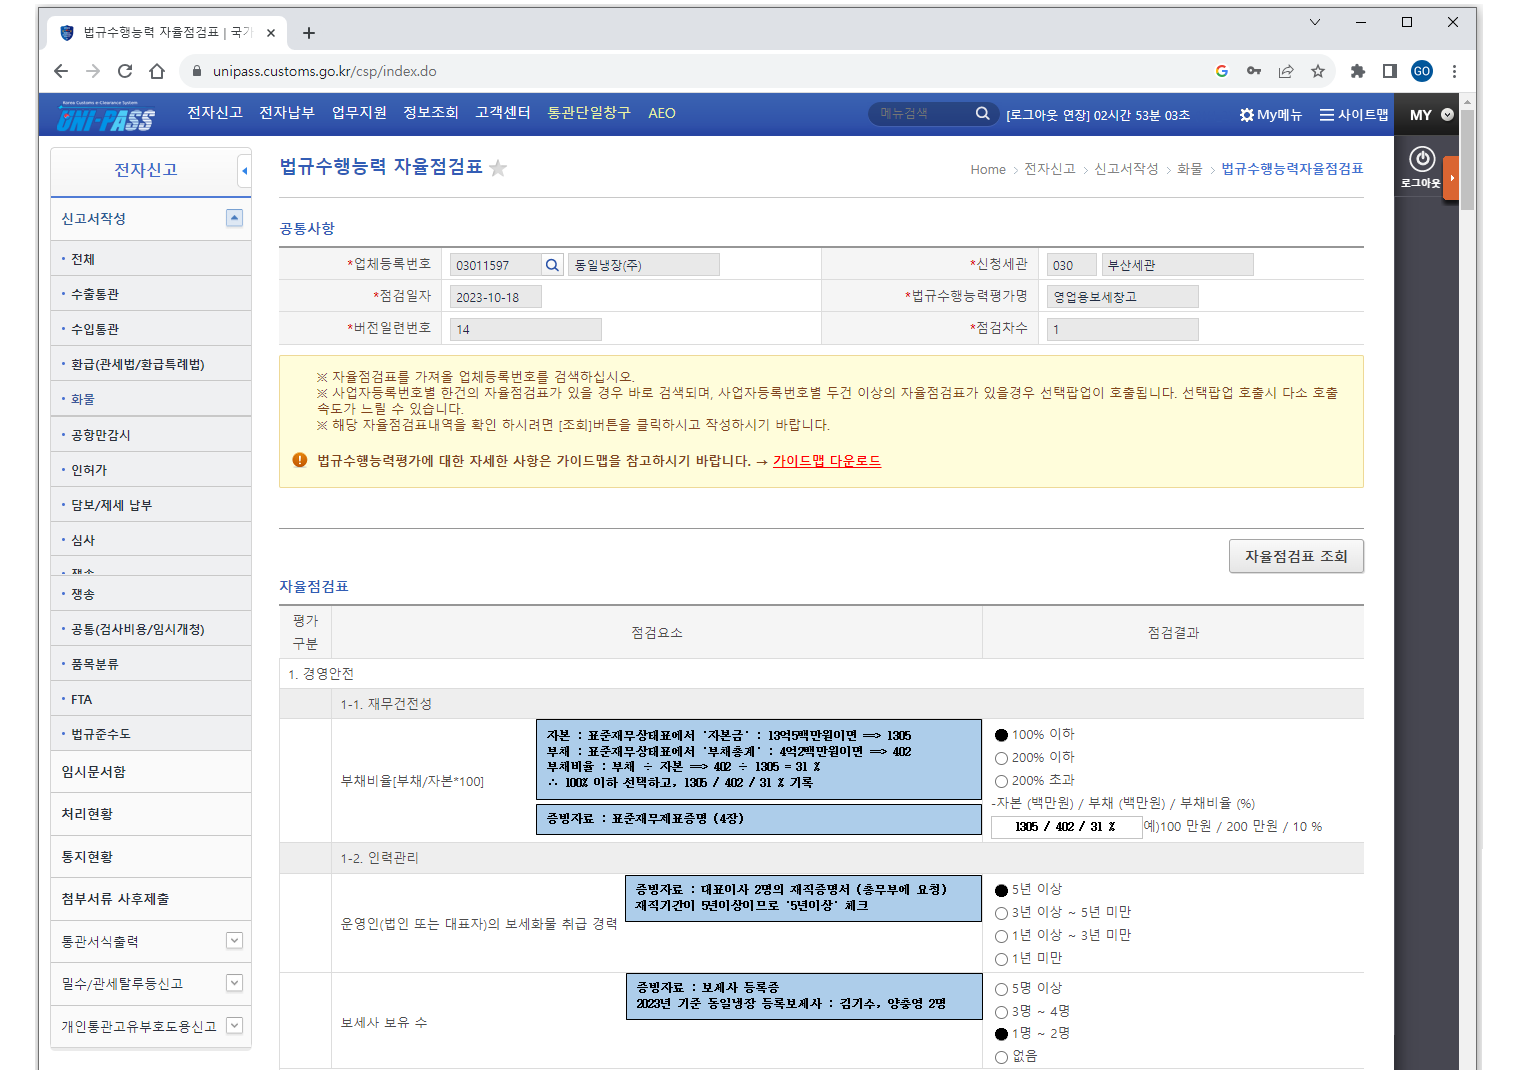 법규수행능력 자율점검표 | 국가
unipass.customs.go.kr/csp/index.do
GO
Korea Customs e-Clearance System
UNI-PASS
전자신고 전자납부 업무지원 정보조회 고객센터 통관단일창구 AEO
메뉴검색
[로그아웃 연장] 02시간 53분 03초
My메뉴
사이트맵
MY
로그아웃
전자신고
신고서작성
전체
수출통관
수입통관
환급(관세법/환급특례법)
화물
공항만감시
인허가
담보/제세 납부
심사
쟁송
쟁송
공통(검사비용/임시개청)
품목분류
FTA
법규준수도
임시문서함
처리현황
통지현황
첨부서류 사후제출
통관서식출력
밀수/관세탈루등신고
개인통관고유부호도용신고
법규수행능력 자율점검표
Home > 전자신고 > 신고서작성 > 화물 > 법규수행능력자율점검표
공통사항
*업체등록번호 03011597 동일냉장(주) *신청세관 030 부산세관
*점검일자 2023-10-18 *법규수행능력평가명 영업용보세창고
*버전일련번호 14 *점검차수 1
※ 자율점검표를 가져올 업체등록번호를 검색하십시오.
※ 사업자등록번호별 한건의 자율점검표가 있을 경우 바로 검색되며, 사업자등록번호별 두건 이상의 자율점검표가 있을경우 선택팝업이 호출됩니다. 선택팝업 호출시 다소 호출
속도가 느릴 수 있습니다.
※ 해당 자율점검표내역을 확인 하시려면 [조회]버튼을 클릭하시고 작성하시기 바랍니다.
법규수행능력평가에 대한 자세한 사항은 가이드맵을 참고하시기 바랍니다. → 가이드맵 다운로드
자율점검표 조회
자율점검표
평가
구분
점검요소
점검결과
1. 경영안전
1-1. 재무건전성
부채비율[부채/자본*100]
자본 : 표준재무상태표에서 '자본금' : 13억5백만원이면 ==> 1305
부채 : 표준재무상태표에서 '부채총계' : 4억2백만원이면 ==> 402
부채비율 : 부채 ÷ 자본 ==> 402 ÷ 1305 = 31 %
∴ 100% 이하 선택하고, 1305 / 402 / 31 % 기록
증빙자료 : 표준재무제표증명 (4장)
100% 이하
200% 이하
200% 초과
-자본 (백만원) / 부채 (백만원) / 부채비율 (%)
1305 / 402 / 31 % 예)100 만원 / 200 만원 / 10 %
1-2. 인력관리
운영인(법인 또는 대표자)의 보세화물 취급 경력
증빙자료 : 대표이사 2명의 재직증명서 (총무부에 요청)
재직기간이 5년이상이므로 '5년이상' 체크
5년 이상
3년 이상 ~ 5년 미만
1년 이상 ~ 3년 미만
1년 미만
보세사 보유 수
증빙자료 : 보세사 등록증
2023년 기준 동일냉장 등록보세사 : 김기수, 양충영 2명
5명 이상
3명 ~ 4명
1명 ~ 2명
없음